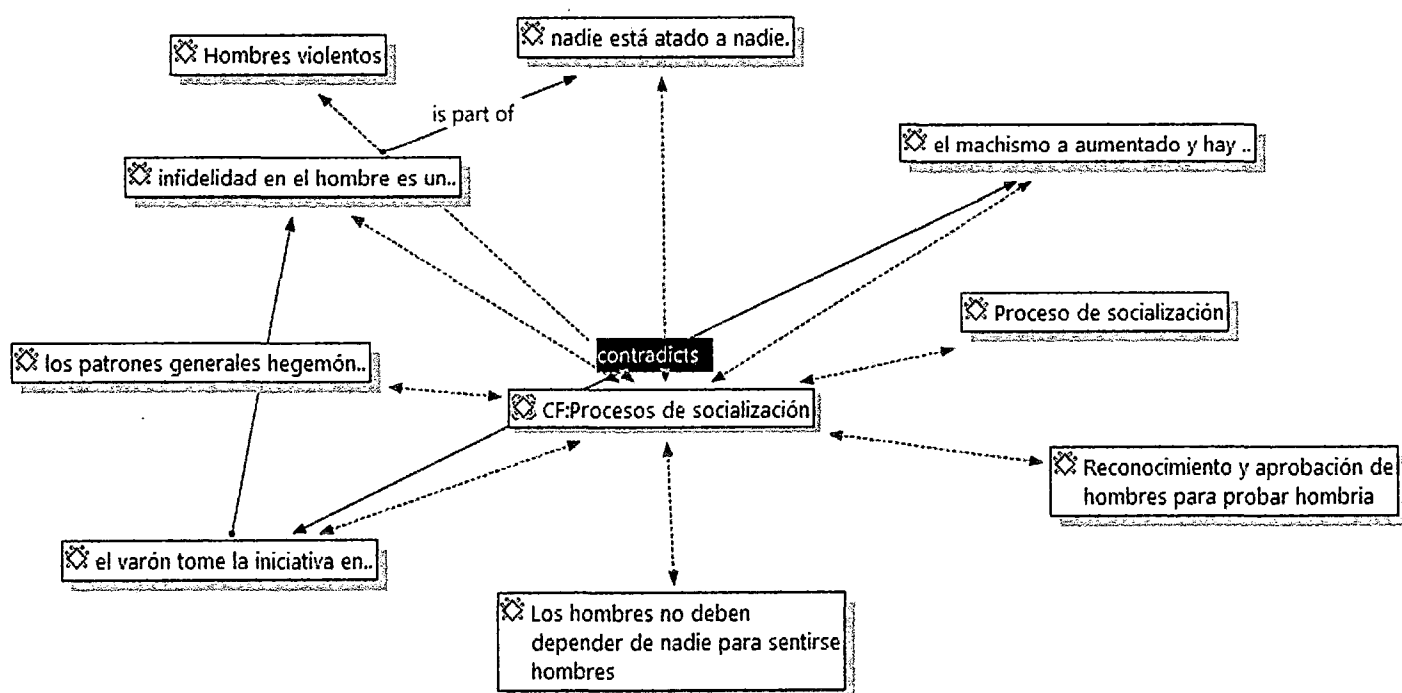 Hombres violentos
nadie está atado a nadie.
is part of
el machismo a aumentado y hay ..
infidelidad en el hombre es un..
Proceso de socialización
contradicts
los patrones generales hegemón..
CF:Procesos de socialización
Reconocimiento y aprobación de
hombres para probar hombria
el varón tome la iniciativa en..
Los hombres no deben
depender de nadie para sentirse
hombres